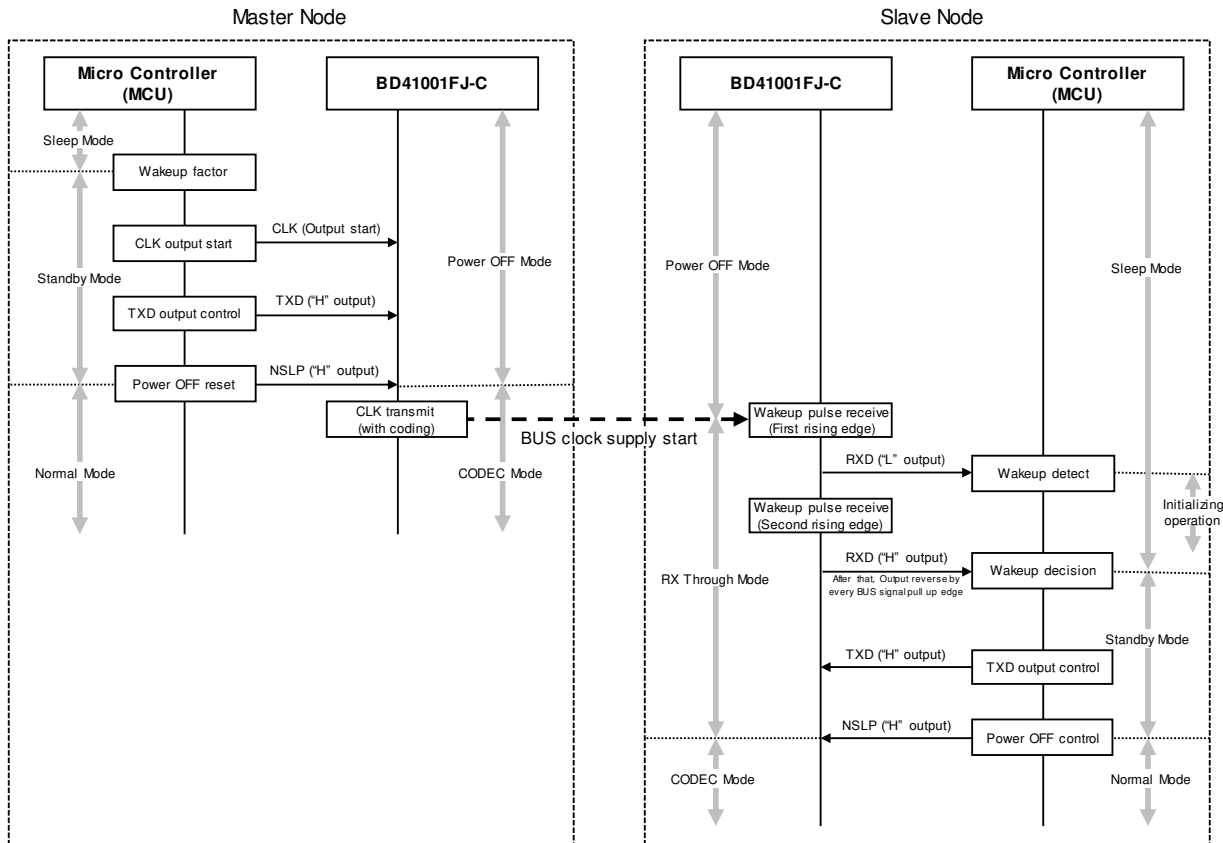 Master Node
Slave Node
Micro Controller
(MCU)
BD41001FJ-C
BD41001FJ-C
Micro Controller
(MCU)
Sleep Mode
Wakeup factor
CLK output start
CLK (Output start)
Standby Mode
Power OFF Mode
Power OFF Mode
Sleep Mode
TXD output control
TXD (“H” output)
Power OFF reset
NSLP (“H” output)
CLK transmit
(with coding)
BUS clock supply start
Wakeup pulse receive
(First rising edge)
Normal Mode
CODEC Mode
RXD (“L” output)
Wakeup detect
Initializing
operation
Wakeup pulse receive
(Second rising edge)
RX Through Mode
RXD (“H” output)
After that, Output reverse by
every BUS signal pull up edge
Wakeup decision
Standby Mode
TXD (“H” output)
TXD output control
NSLP (“H” output)
Power OFF control
CODEC Mode
Normal Mode